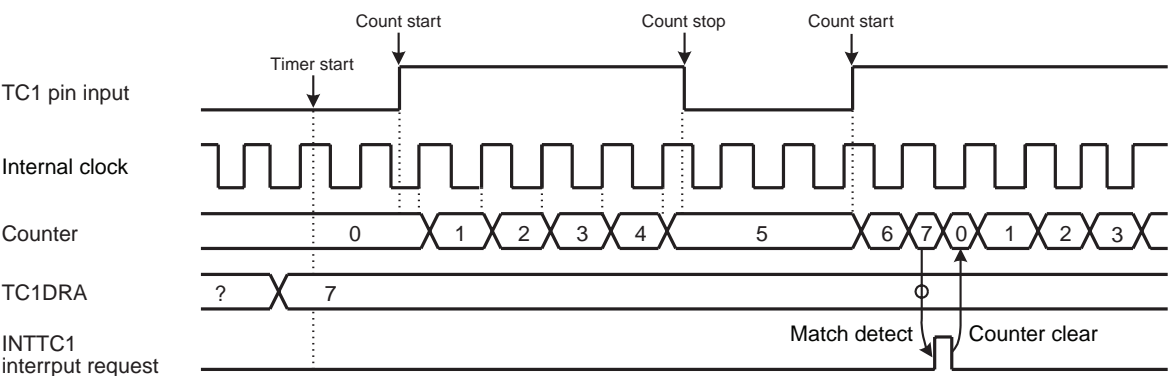 Count start Count stop Count start
Timer start
TC1 pin input
Internal clock
Counter 0 1 2 3 4 5 6 7 0 1 2 3
TC1DRA ? 7
Match detect Counter clear
INTTC1
interrput request